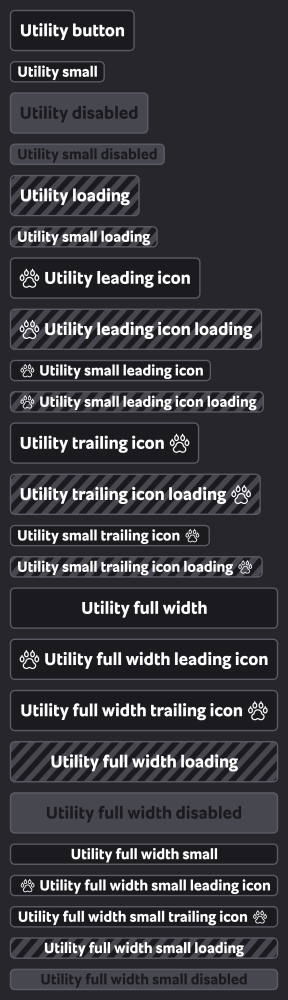 Utility button
Utility small
Utility disabled
Utility small disabled
Utility loading
Utility small loading
Utility leading icon
Utility leading icon loading
Utility small leading icon
Utility small leading icon loading
Utility trailing icon
Utility trailing icon loading
Utility small trailing icon
Utility small trailing icon loading
Utility full width
Utility full width leading icon
Utility full width trailing icon
Utility full width loading
Utility full width disabled
Utility full width small
Utility full width small leading icon
Utility full width small trailing icon
Utility full width small loading
Utility full width small disabled